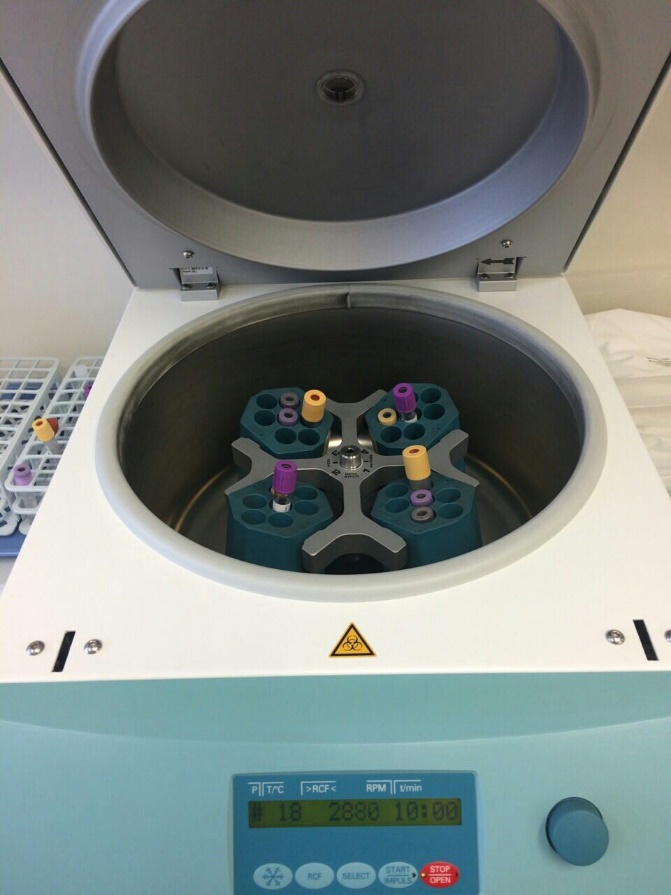 P T/°C >RCF< RPM t/min
# 18 2880 10:00
RCF SELECT START IMPULS STOP OPEN